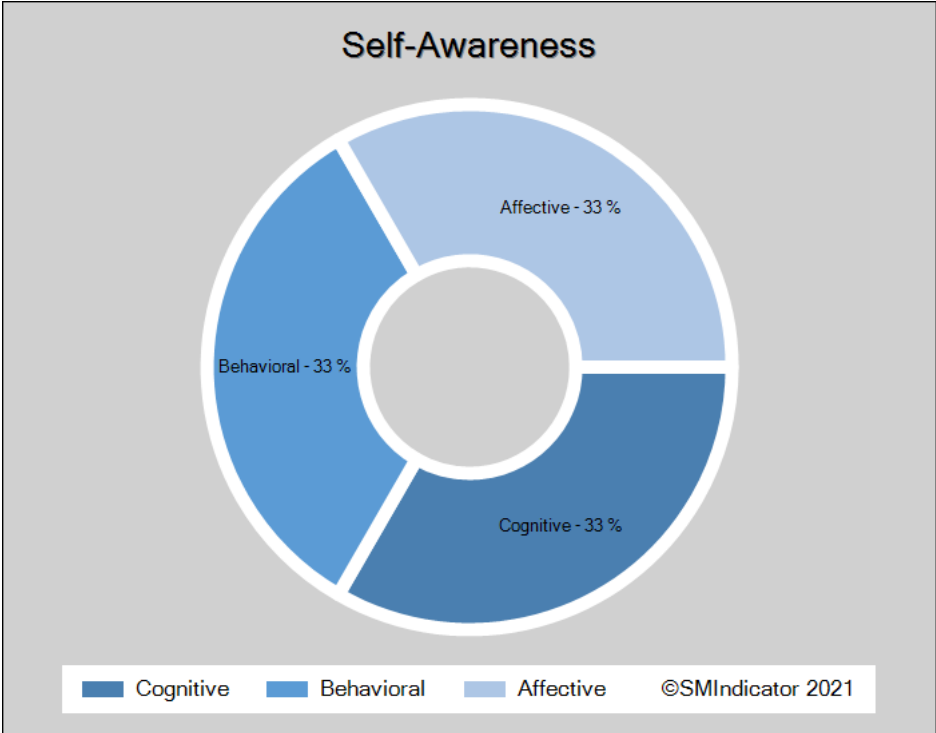 Self-Awareness
Affective - 33 %
Behavioral - 33 %
Cognitive - 33 %
Cognitive Behavioral Affective ©SMIndicator 2021